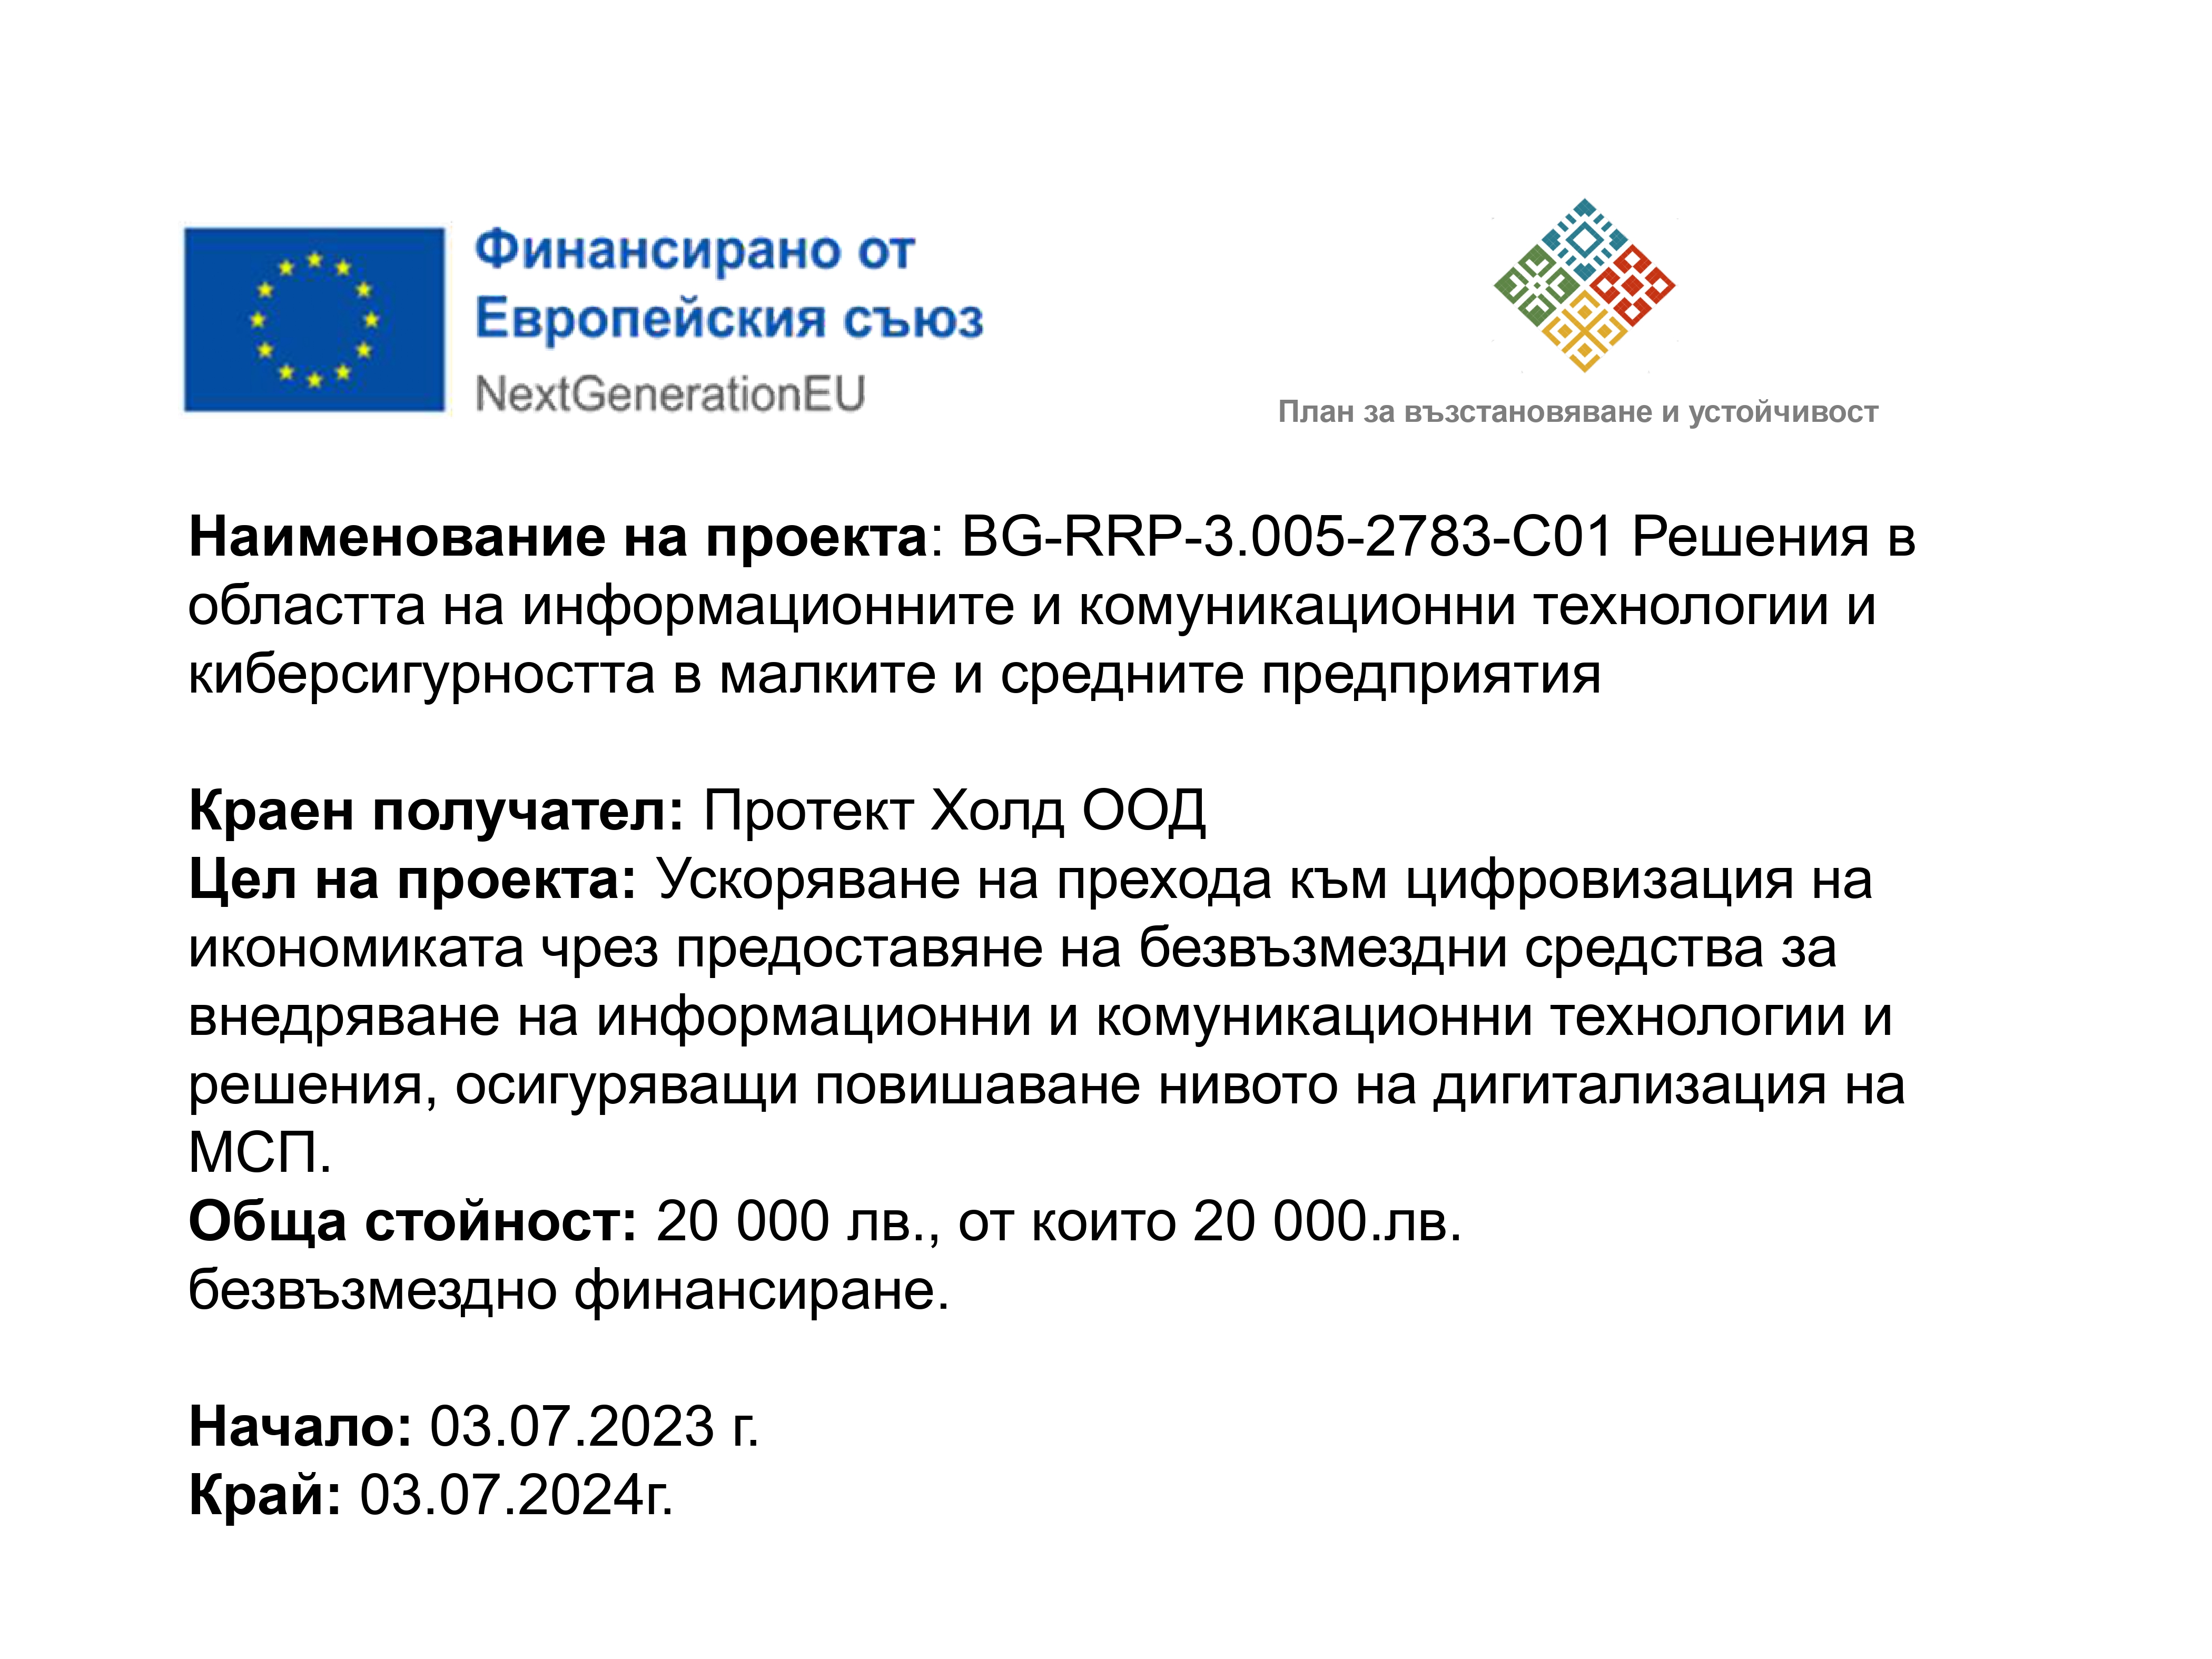 Финансирано от
Европейския съюз
NextGenerationEU
План за възстановяване и устойчивост
Наименование на проекта: BG-RRP-3.005-2783-C01 Решения в
областта на информационните и комуникационни технологии и
киберсигурността в малките и средните предприятия
Краен получател: Протект Холд ООД
Цел на проекта: Ускоряване на прехода към цифровизация на
икономиката чрез предоставяне на безвъзмездни средства за
внедряване на информационни и комуникационни технологии и
решения, осигуряващи повишаване нивото на дигитализация на
МСП.
Обща стойност: 20 000 лв., от които 20 000.лв.
безвъзмездно финансиране.
Начало: 03.07.2023 г.
Край: 03.07.2024г.